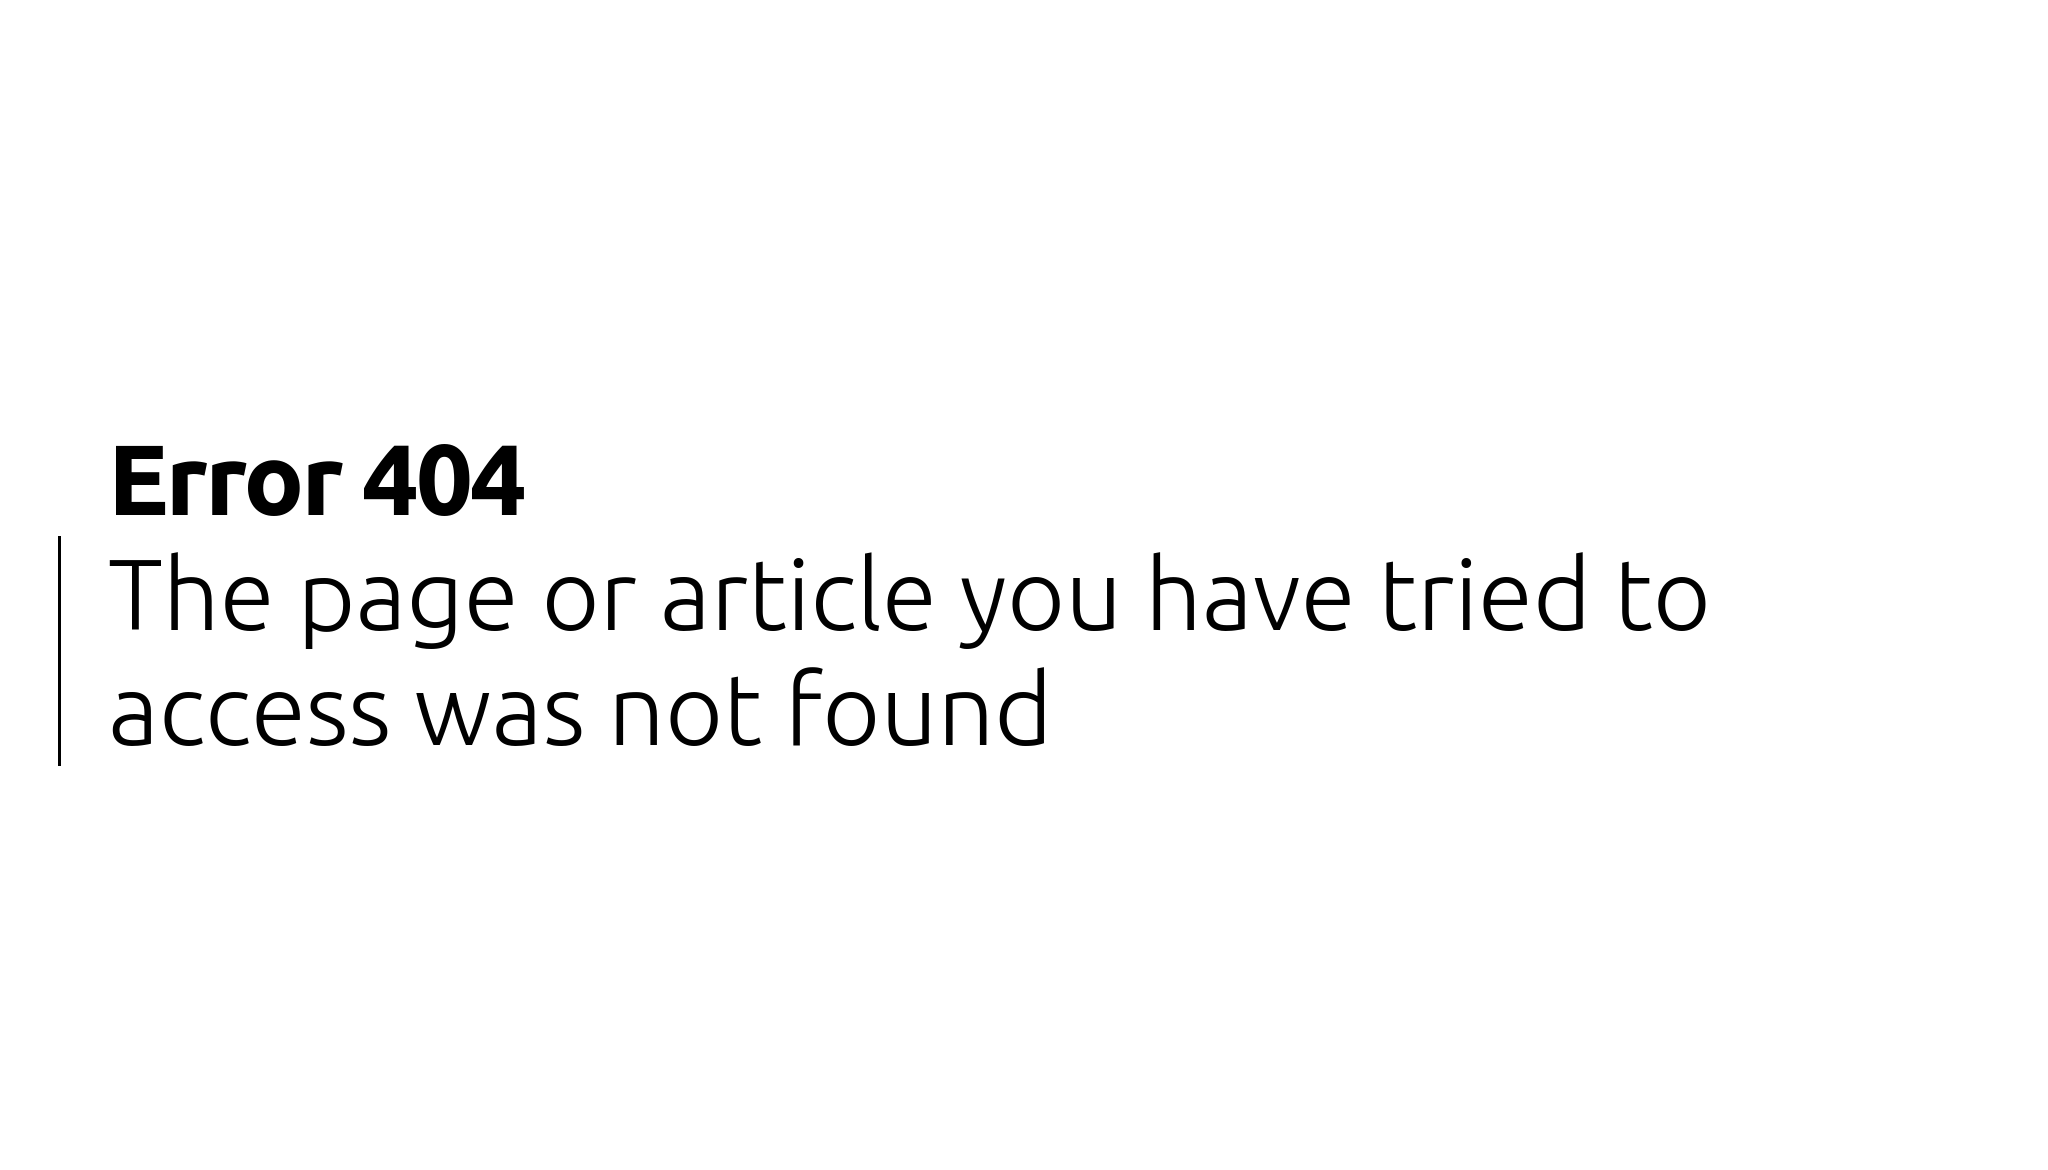 Error 404
The page or article you have tried to
access was not found